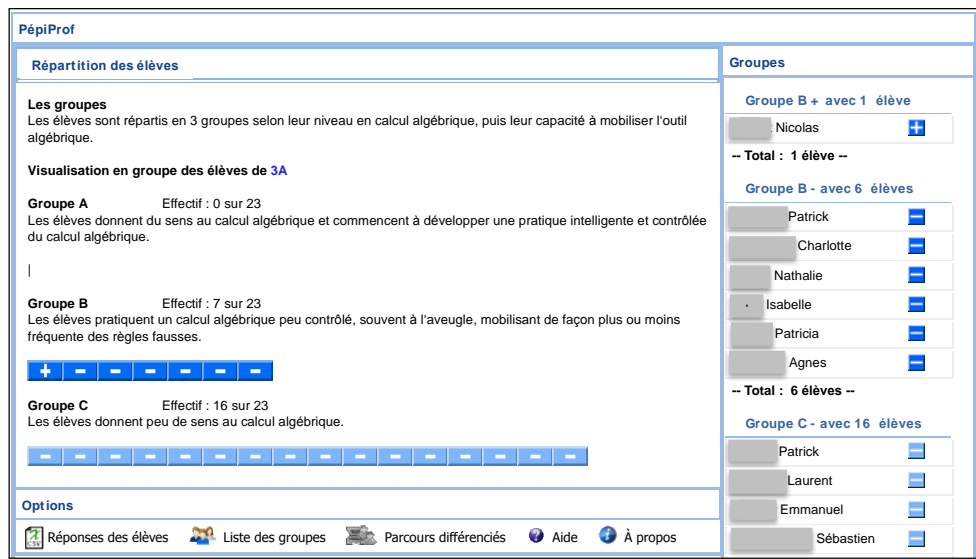 PépiProf
Répartition des élèves
Les groupes
Les élèves sont répartis en 3 groupes selon leur niveau en calcul algébrique, puis leur capacité à mobiliser l'outil
algébrique.
Visualisation en groupe des élèves de 3A
Groupe A Effectif : 0 sur 23
Les élèves donnent du sens au calcul algébrique et commencent à développer une pratique intelligente et contrôlée
du calcul algébrique.
|
Groupe B Effectif : 7 sur 23
Les élèves pratiquent un calcul algébrique peu contrôlé, souvent à l'aveugle, mobilisant de façon plus ou moins
fréquente des règles fausses.
+ - - - - - -
Groupe C Effectif : 16 sur 23
Les élèves donnent peu de sens au calcul algébrique.
- - - - - - - - - - - - - - - -
Options
CSV Réponses des élèves Liste des groupes Parcours différenciés ? Aide i À propos
Groupes
Groupe B + avec 1 élève
Nicolas +
-- Total : 1 élève --
Groupe B - avec 6 élèves
Patrick -
Charlotte -
Nathalie -
Isabelle -
Patricia -
Agnes -
-- Total : 6 élèves --
Groupe C - avec 16 élèves
Patrick -
Laurent -
Emmanuel -
Sébastien -